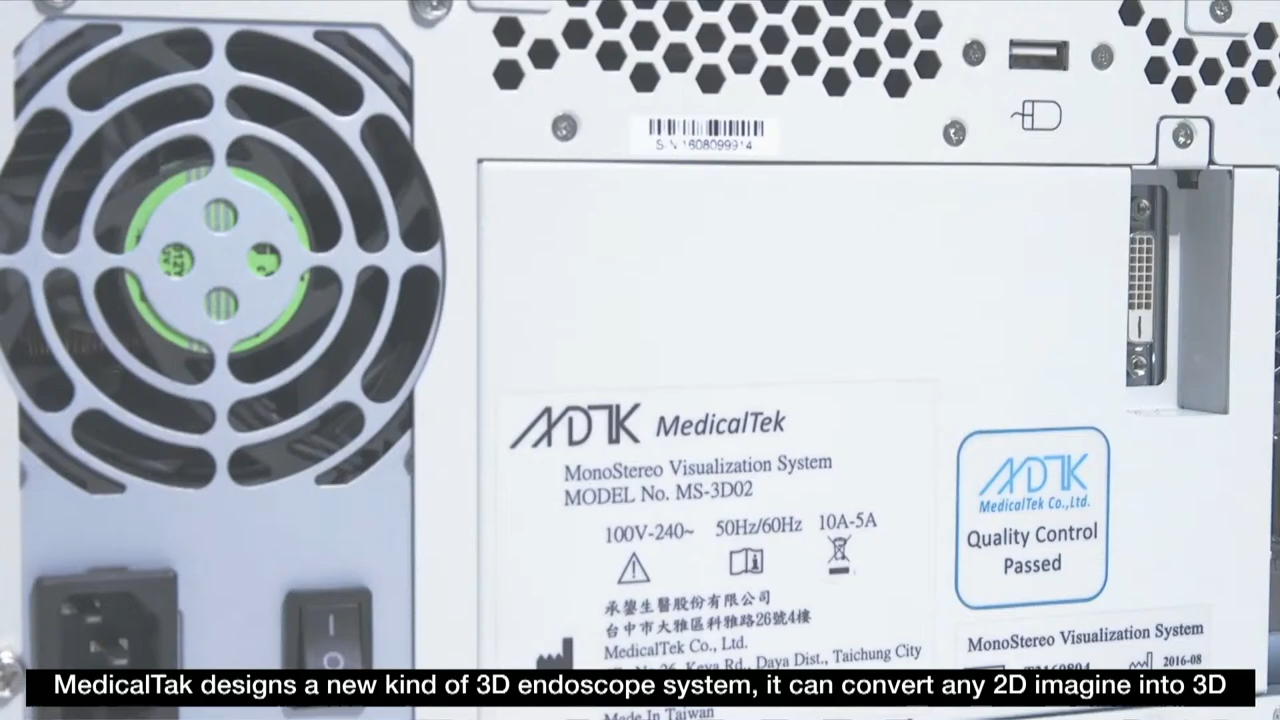 S/N 1608099914
MDTK MedicalTek
MonoStereo Visualization System
MODEL No. MS-3D02
100V-240~ 50Hz/60Hz 10A-5A
承鋆生醫股份有限公司
台中市大雅區科雅路26號4樓
MedicalTek Co., Ltd.
No.26, Keya Rd., Daya Dist., Taichung City
Made In Taiwan
MDTK
MedicalTek Co.,Ltd.
Quality Control
Passed
MonoStereo Visualization System
2016-08
MedicalTak designs a new kind of 3D endoscope system, it can convert any 2D imagine into 3D